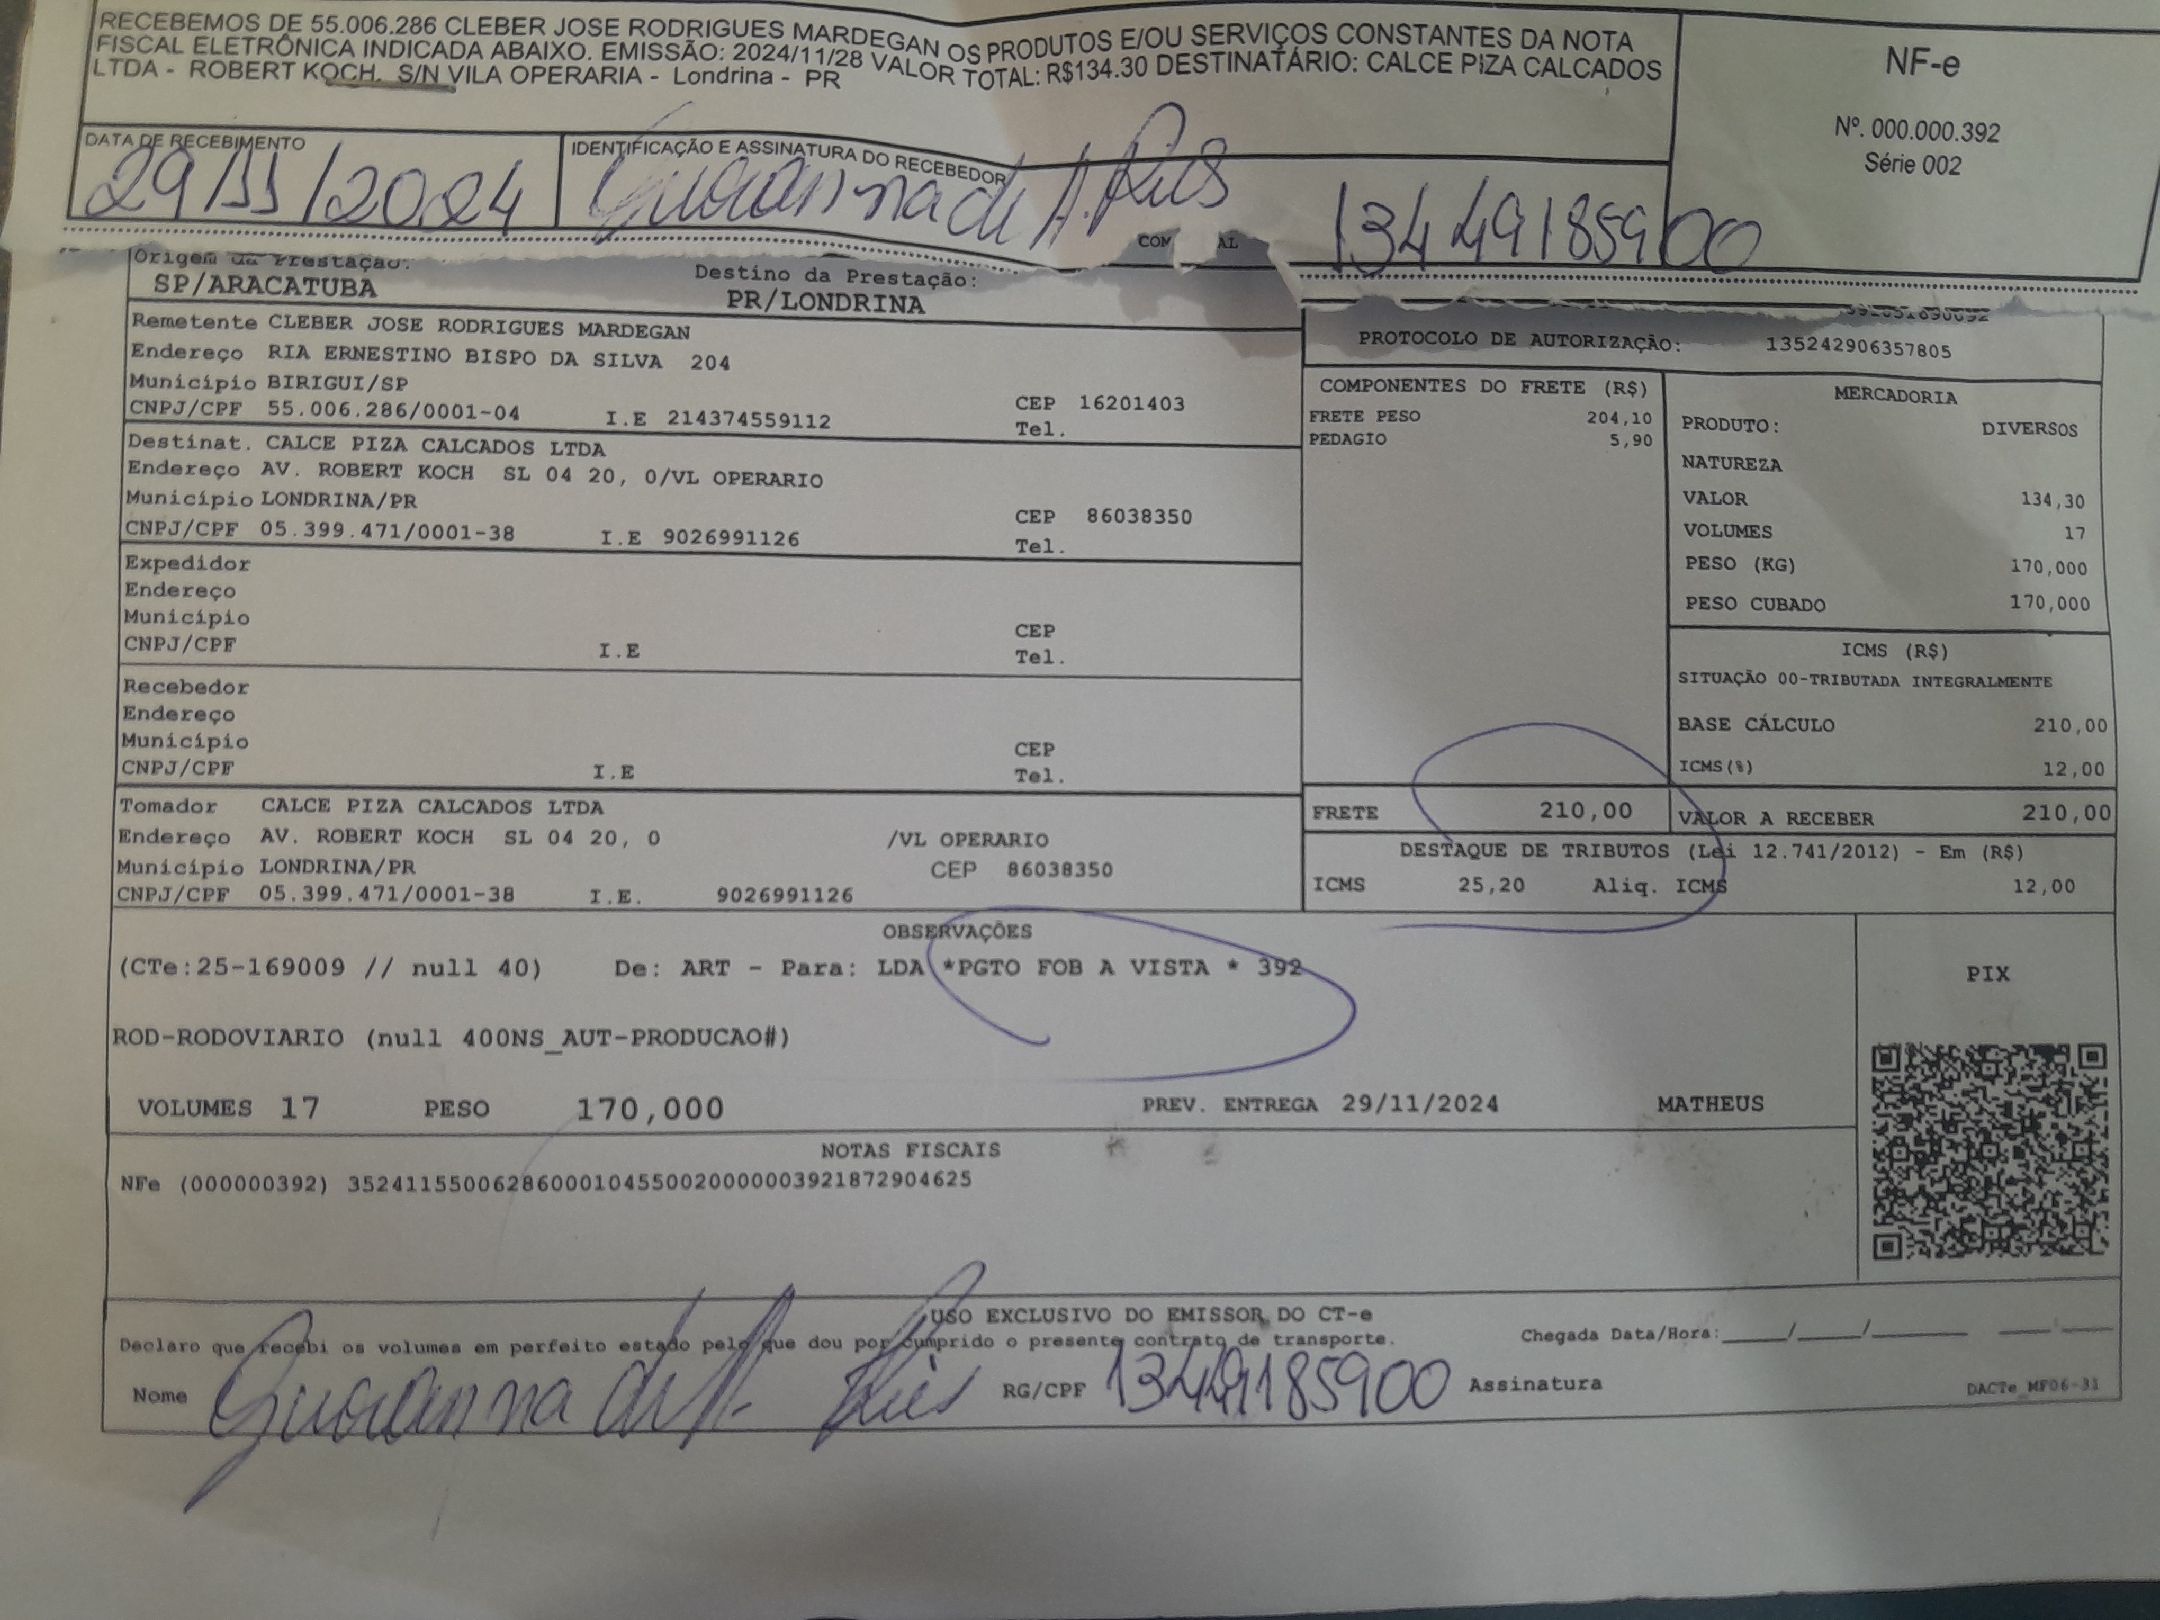 RECEBEMOS DE 55.006.286 CLEBER JOSE RODRIGUES MARDEGAN OS PRODUTOS E/OU SERVIÇOS CONSTANTES DA NOTA
FISCAL ELETRÔNICA INDICADA ABAIXO. EMISSÃO: 2024/11/28 VALOR TOTAL: R$134.30 DESTINATÁRIO: CALCE PIZA CALCADOS
LTDA - ROBERT KOCH, S/N VILA OPERARIA - Londrina - PR
NF-e
Nº. 000.000.392
Série 002
DATA DE RECEBIMENTO
29/11/2024
IDENTIFICAÇÃO E ASSINATURA DO RECEBEDOR
13449185900
Origem da Prestação:
SP/ARACATUBA
Destino da Prestação:
PR/LONDRINA
Remetente CLEBER JOSE RODRIGUES MARDEGAN
Endereço RIA ERNESTINO BISPO DA SILVA 204
Município BIRIGUI/SP
CEP 16201403
CNPJ/CPF 55.006.286/0001-04 I.E 214374559112 Tel.
Destinat. CALCE PIZA CALCADOS LTDA
Endereço AV. ROBERT KOCH SL 04 20, 0/VL OPERARIO
Município LONDRINA/PR CEP 86038350
CNPJ/CPF 05.399.471/0001-38 I.E 9026991126 Tel.
Expedidor
Endereço
Município CEP
CNPJ/CPF I.E Tel.
Recebedor
Endereço
Município CEP
CNPJ/CPF I.E Tel.
Tomador CALCE PIZA CALCADOS LTDA
Endereço AV. ROBERT KOCH SL 04 20, 0 /VL OPERARIO
Município LONDRINA/PR CEP 86038350
CNPJ/CPF 05.399.471/0001-38 I.E. 9026991126
PROTOCOLO DE AUTORIZAÇÃO: 135242906357805
COMPONENTES DO FRETE (R$)
FRETE PESO 204,10
PEDAGIO 5,90
FRETE 210,00
MERCADORIA
PRODUTO: DIVERSOS
NATUREZA
VALOR 134,30
VOLUMES 17
PESO (KG) 170,000
PESO CUBADO 170,000
ICMS (R$)
SITUAÇÃO 00-TRIBUTADA INTEGRALMENTE
BASE CÁLCULO 210,00
ICMS(%) 12,00
VALOR A RECEBER 210,00
DESTAQUE DE TRIBUTOS (Lei 12.741/2012) - Em (R$)
ICMS 25,20 Aliq. ICMS 12,00
OBSERVAÇÕES
(CTe:25-169009 // null 40) De: ART - Para: LDA *PGTO FOB A VISTA * 392
ROD-RODOVIARIO (null 400NS_AUT-PRODUCAO#)
VOLUMES 17 PESO 170,000 PREV. ENTREGA 29/11/2024 MATHEUS
PIX
NOTAS FISCAIS
NFe (000000392) 35241155006286000104550020000003921872904625
USO EXCLUSIVO DO EMISSOR DO CT-e
Declaro que recebi os volumes em perfeito estado pelo que dou por cumprido o presente contrato de transporte. Chegada Data/Hora:____/____/____
Nome RG/CPF 13449185900 Assinatura
DACTe_MF06-31